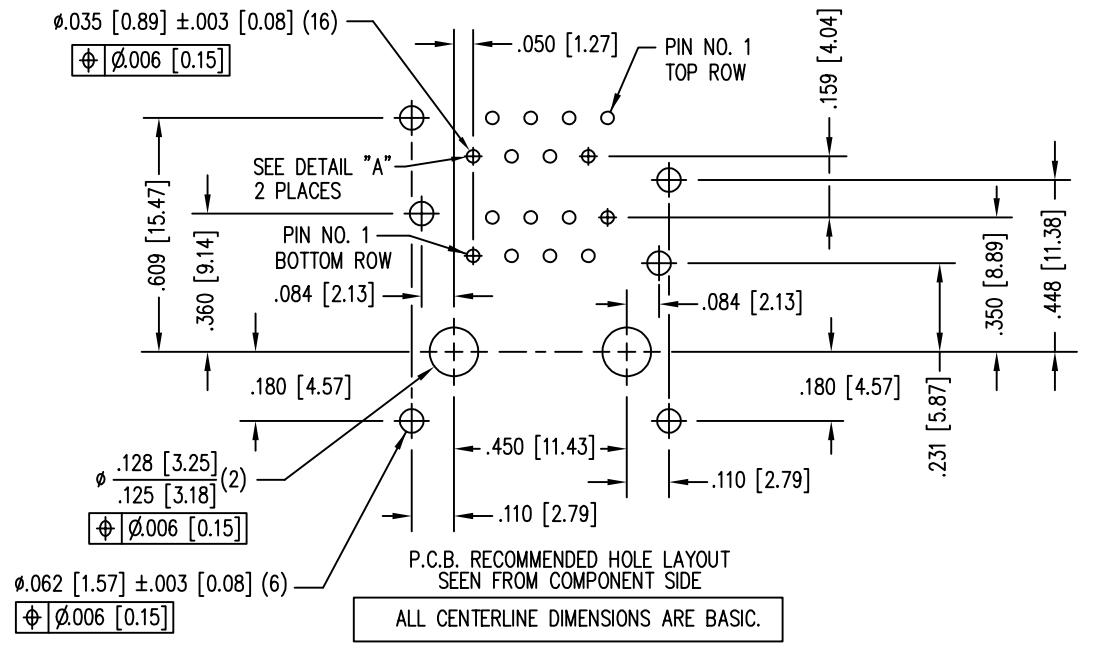 ⌀.035 [0.89] ±.003 [0.08] (16)
⌖ ⌀.006 [0.15]
.050 [1.27]
PIN NO. 1
TOP ROW
.159 [4.04]
SEE DETAIL "A"
2 PLACES
PIN NO. 1
BOTTOM ROW
.609 [15.47]
.360 [9.14]
.084 [2.13]
.084 [2.13]
.350 [8.89]
.448 [11.38]
.180 [4.57]
.180 [4.57]
.231 [5.87]
.450 [11.43]
⌀ .128 [3.25]
.125 [3.18] (2)
⌖ ⌀.006 [0.15]
.110 [2.79]
.110 [2.79]
⌀.062 [1.57] ±.003 [0.08] (6)
⌖ ⌀.006 [0.15]
P.C.B. RECOMMENDED HOLE LAYOUT
SEEN FROM COMPONENT SIDE
ALL CENTERLINE DIMENSIONS ARE BASIC.